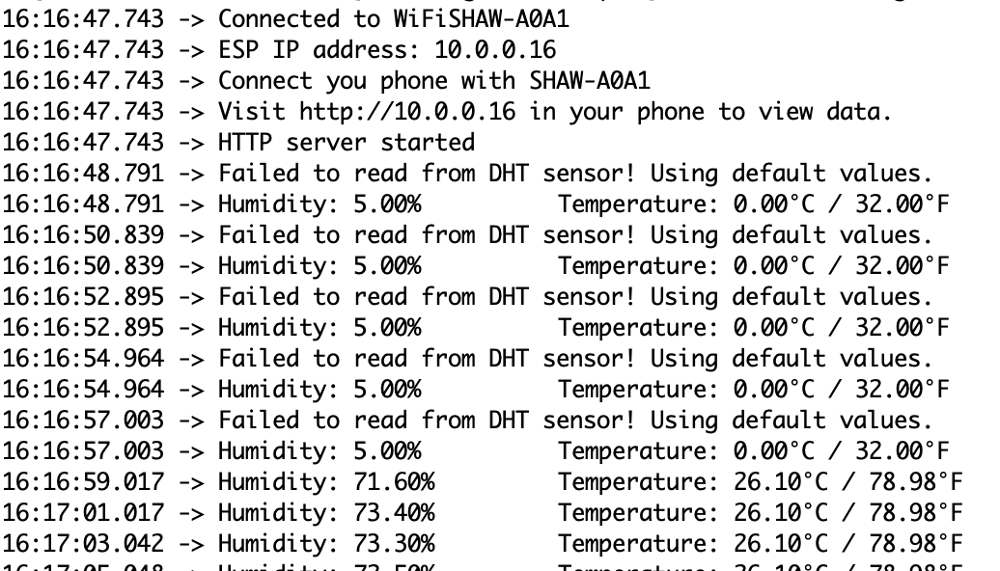 16:16:47.743 -> Connected to WiFiSHAW-A0A1
16:16:47.743 -> ESP IP address: 10.0.0.16
16:16:47.743 -> Connect you phone with SHAW-A0A1
16:16:47.743 -> Visit http://10.0.0.16 in your phone to view data.
16:16:47.743 -> HTTP server started
16:16:48.791 -> Failed to read from DHT sensor! Using default values.
16:16:48.791 -> Humidity: 5.00% Temperature: 0.00°C / 32.00°F
16:16:50.839 -> Failed to read from DHT sensor! Using default values.
16:16:50.839 -> Humidity: 5.00% Temperature: 0.00°C / 32.00°F
16:16:52.895 -> Failed to read from DHT sensor! Using default values.
16:16:52.895 -> Humidity: 5.00% Temperature: 0.00°C / 32.00°F
16:16:54.964 -> Failed to read from DHT sensor! Using default values.
16:16:54.964 -> Humidity: 5.00% Temperature: 0.00°C / 32.00°F
16:16:57.003 -> Failed to read from DHT sensor! Using default values.
16:16:57.003 -> Humidity: 5.00% Temperature: 0.00°C / 32.00°F
16:16:59.017 -> Humidity: 71.60% Temperature: 26.10°C / 78.98°F
16:17:01.017 -> Humidity: 73.40% Temperature: 26.10°C / 78.98°F
16:17:03.042 -> Humidity: 73.30% Temperature: 26.10°C / 78.98°F
16:17:05.048 -> Humidity: 73.50% Temperature: 26.10°C / 78.98°F